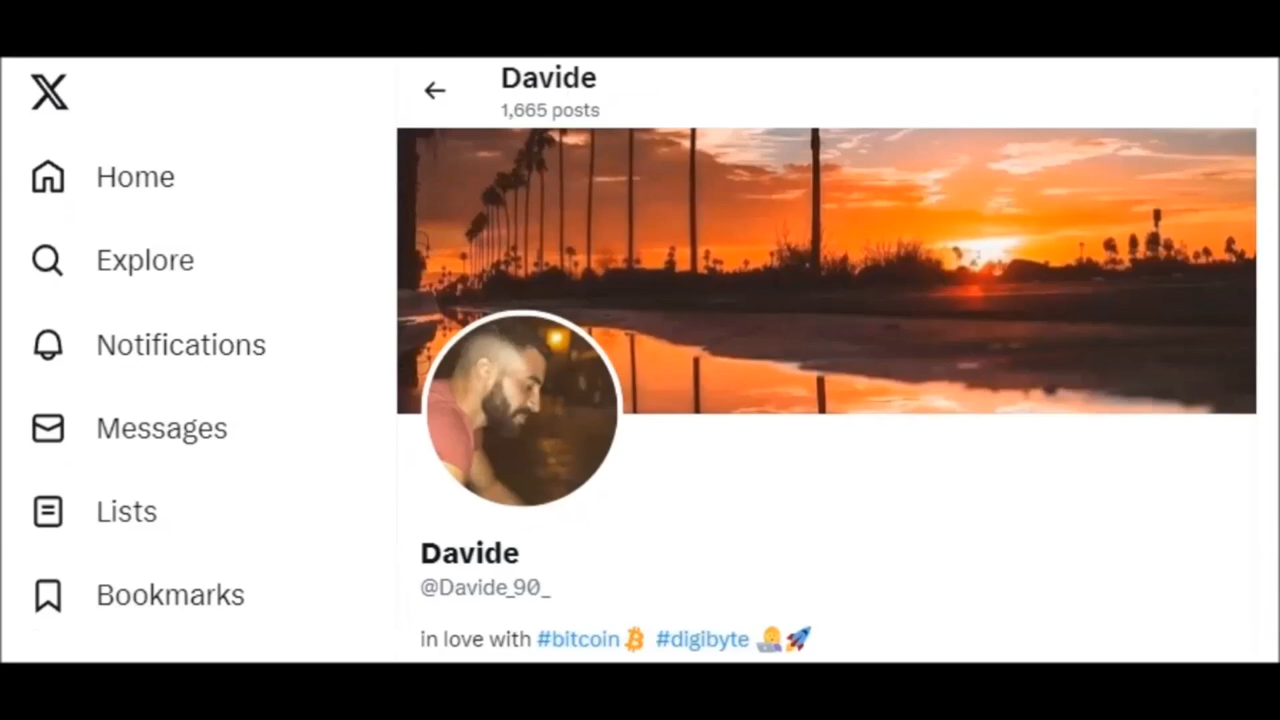 Davide
1,665 posts
Home
Explore
Notifications
Messages
Lists
Bookmarks
Davide
@Davide_90_
in love with #bitcoin #digibyte 👩‍💻🚀